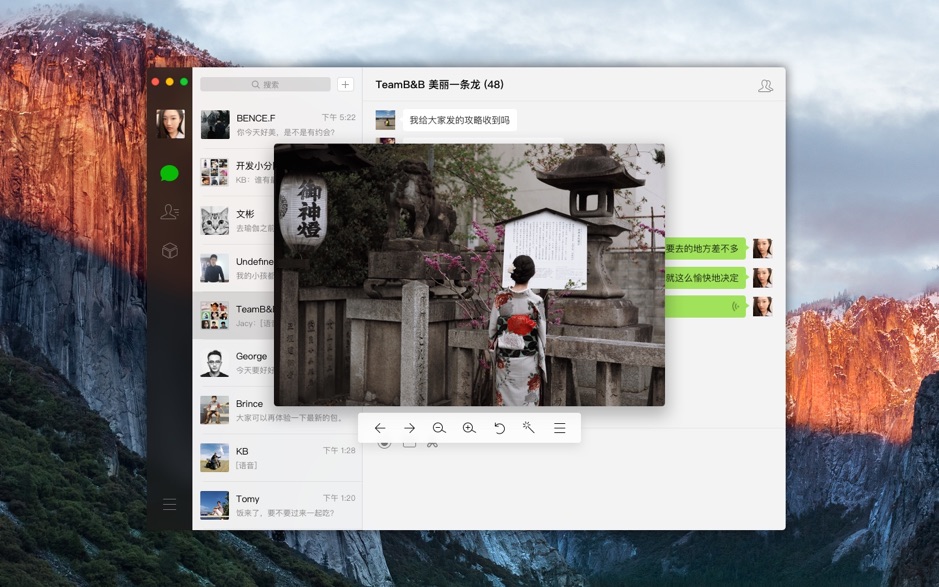 搜索
BENCE.F 下午 5:22
你今天好美，是不是有约会？
开发小分
KB：谁有最
文彬
去瑜伽之前
Undefine
我的小孩都
TeamB&
Jacy：[语音
George
今天要好好
Brince
大家可以再体验一下最新的包。
KB 下午 1:28
[语音]
Tomy 下午 1:20
饭来了，要不要过来一起吃？
TeamB&B 美丽一条龙 (48)
我给大家发的攻略收到吗
御神燈
要去的地方差不多
就这么愉快地决定